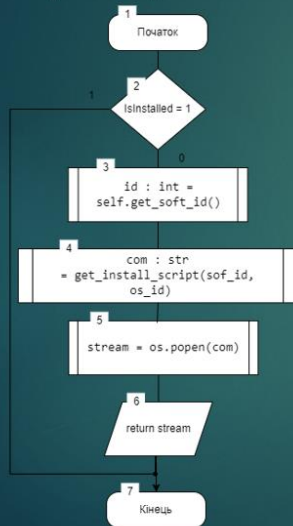 1
Початок
2
IsInstalled = 1
1
0
3
id : int =
self.get_soft_id()
4
com : str
= get_install_script(sof_id,
os_id)
5
stream = os.popen(com)
6
return stream
7
Кінець